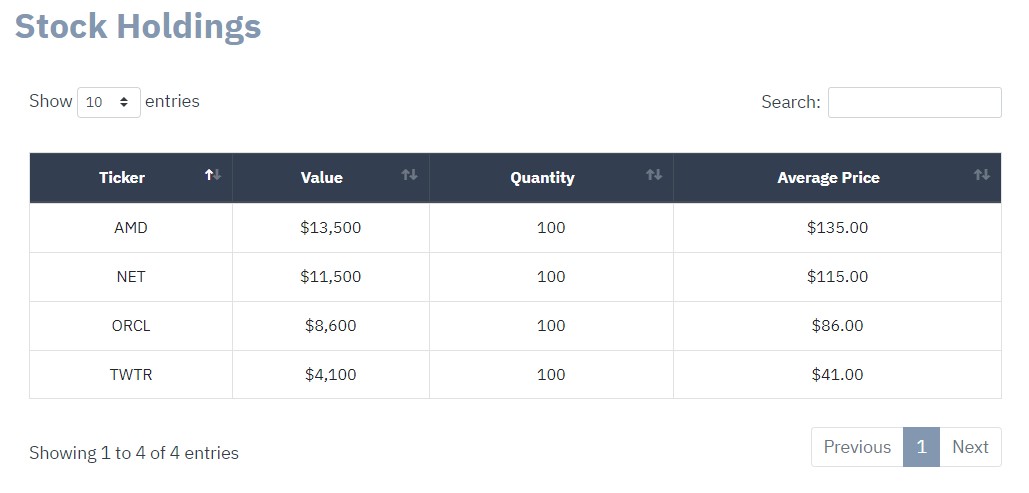 Stock Holdings
Show 10 entries Search:
Ticker Value Quantity Average Price
AMD $13,500 100 $135.00
NET $11,500 100 $115.00
ORCL $8,600 100 $86.00
TWTR $4,100 100 $41.00
Showing 1 to 4 of 4 entries Previous 1 Next